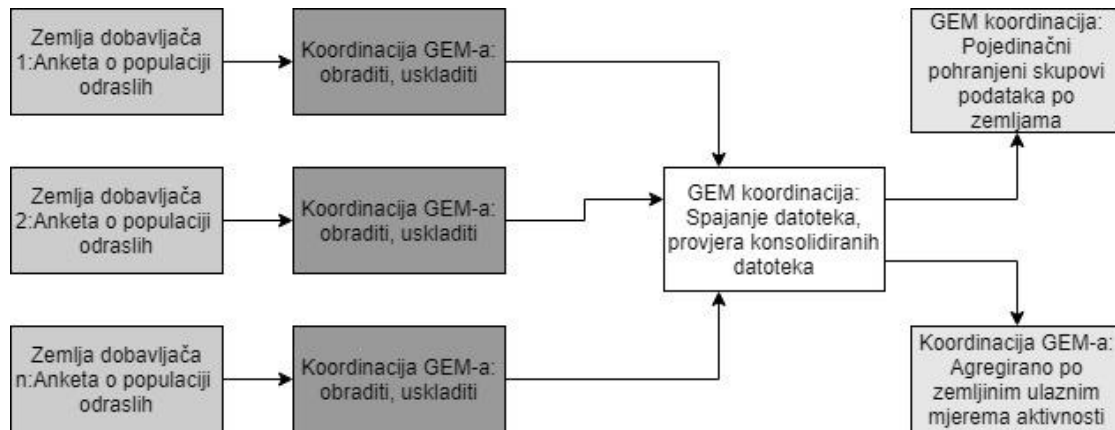 Zemlja dobavljača
1:Anketa o populaciji
odraslih
Koordinacija GEM-a:
obraditi, uskladiti
GEM koordinacija:
Pojedinačni
pohranjeni skupovi
podataka po
zemljama
Zemlja dobavljača
2:Anketa o populaciji
odraslih
Koordinacija GEM-a:
obraditi, uskladiti
GEM koordinacija:
Spajanje datoteka,
provjera konsolidiranih
datoteka
Zemlja dobavljača
n:Anketa o populaciji
odraslih
Koordinacija GEM-a:
obraditi, uskladiti
Koordinacija GEM-a:
Agregirano po
zemljinim ulaznim
mjerema aktivnosti